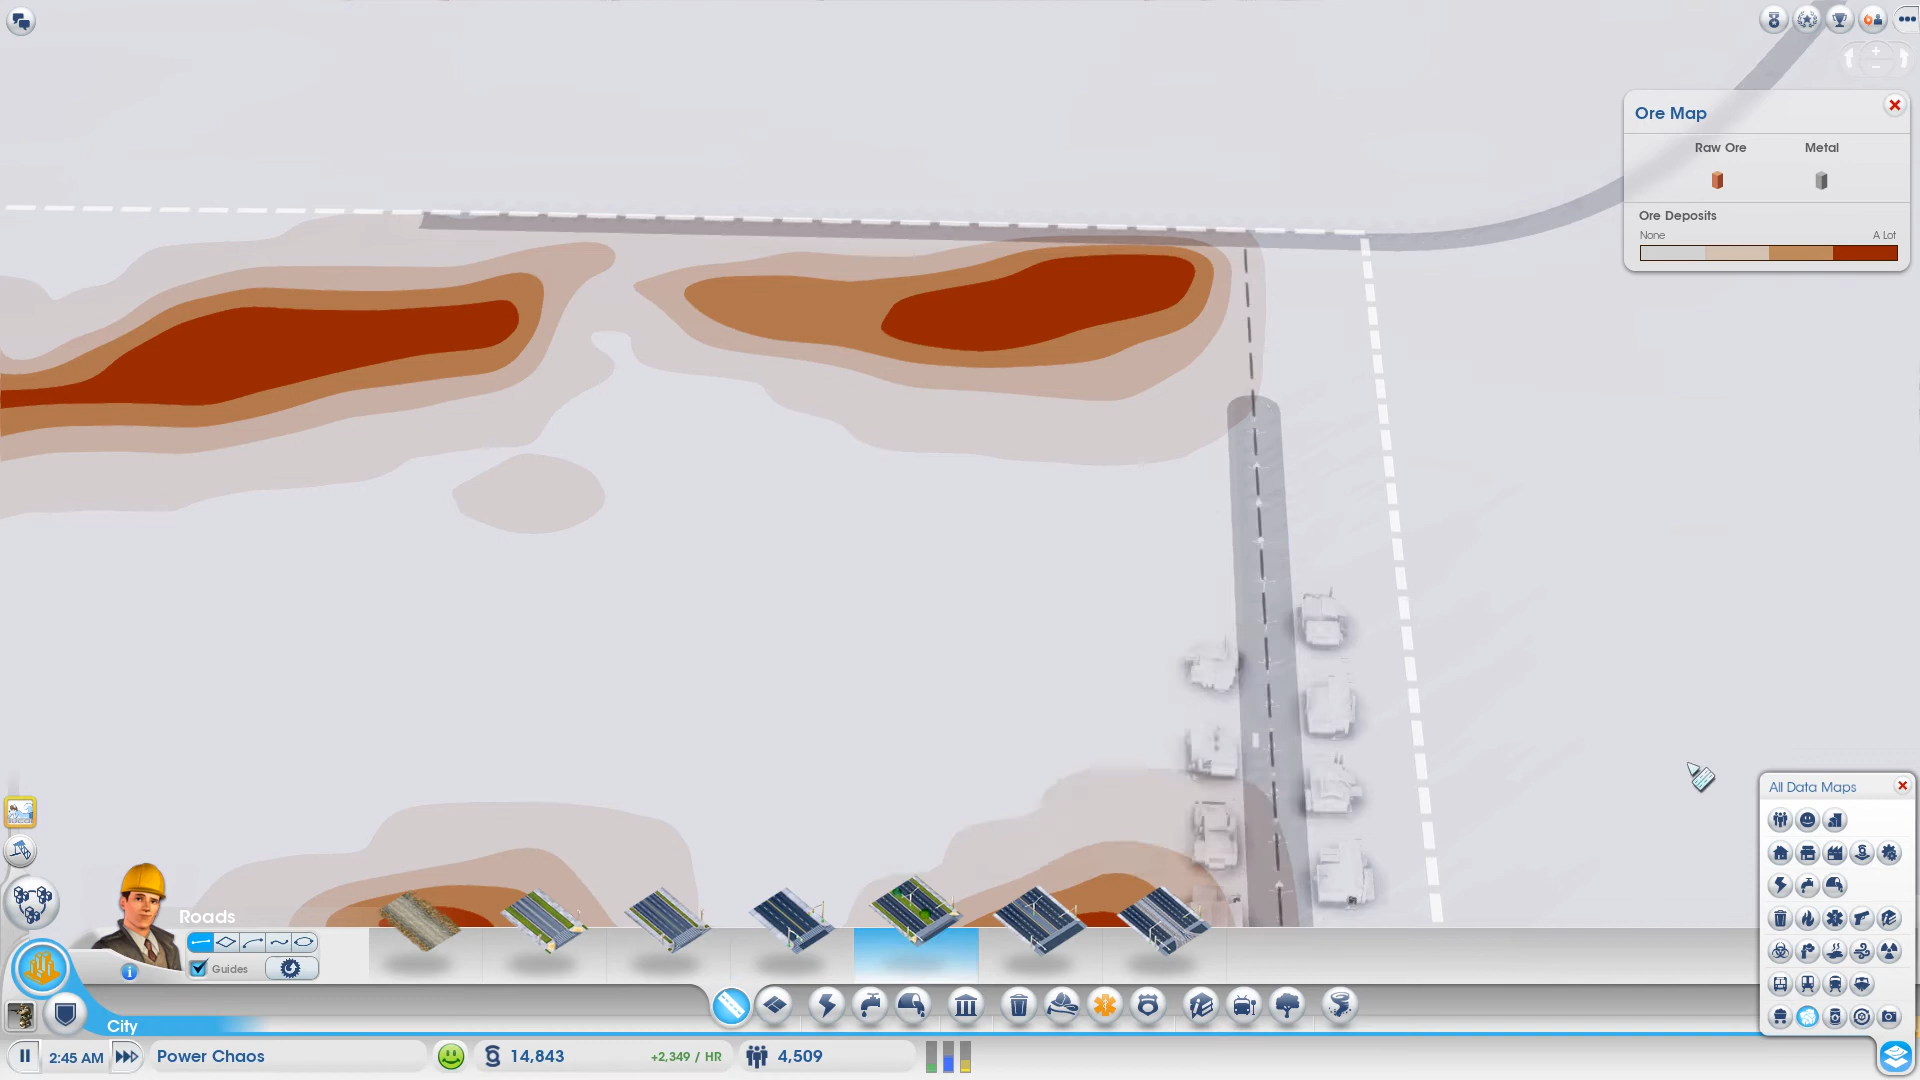 Ore Map
Raw Ore Metal
Ore Deposits
None A Lot
All Data Maps
Roads
Guides
City
2:45 AM Power Chaos 14,843 +2,349 / HR 4,509